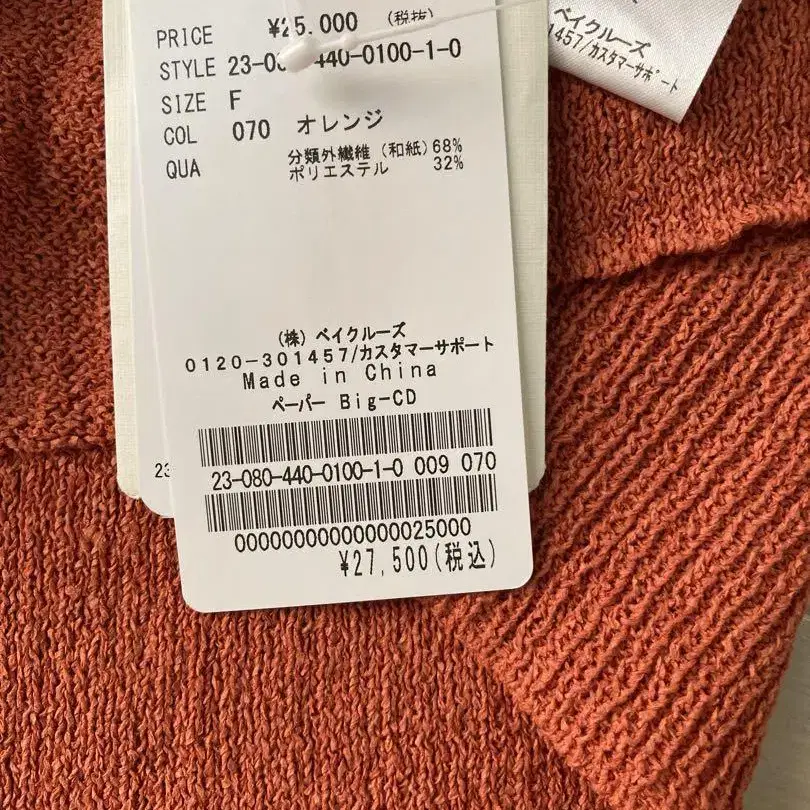 PRICE ¥25.000 (税抜)
STYLE 23-080-440-0100-1-0
SIZE F
COL 070 オレンジ
QUA 分類外繊維 (和紙) 68%
ポリエステル 32%
(株) ベイクルーズ
0120-301457/カスタマーサポート
Made in China
ペーパー Big-CD
23-080-440-0100-1-0 009 070
00000000000000025000
¥27,500(税込)
23
ベイクルーズ
1457/カスタマーサポート